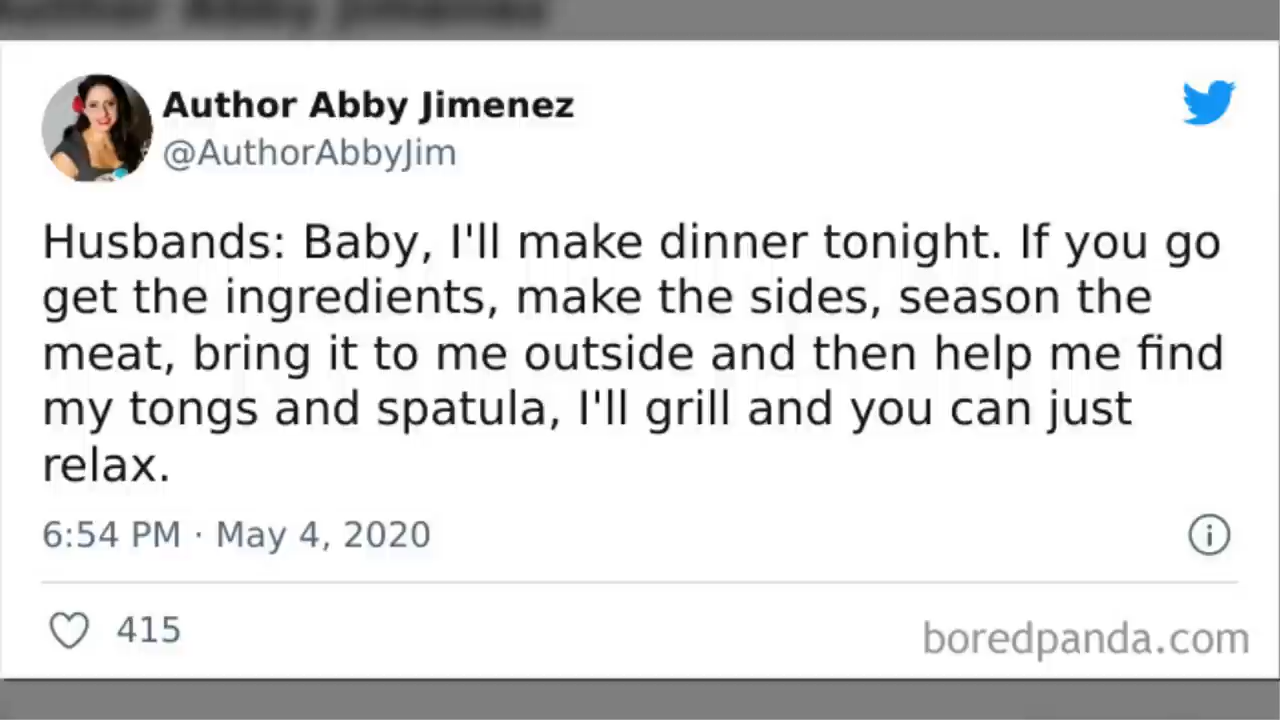 Author Abby Jimenez
@AuthorAbbyJim
Husbands: Baby, I'll make dinner tonight. If you go
get the ingredients, make the sides, season the
meat, bring it to me outside and then help me find
my tongs and spatula, I'll grill and you can just
relax.
6:54 PM · May 4, 2020
415
boredpanda.com